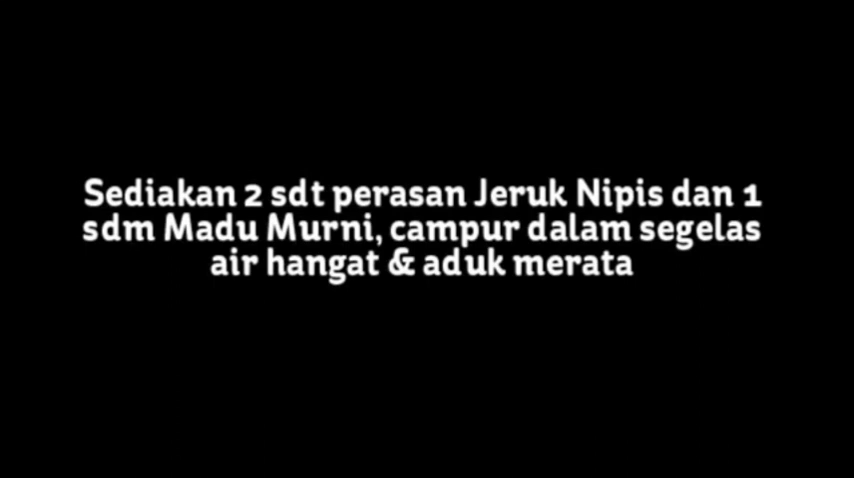 Sediakan 2 sdt perasan Jeruk Nipis dan 1
sdm Madu Murni, campur dalam segelas
air hangat & aduk merata